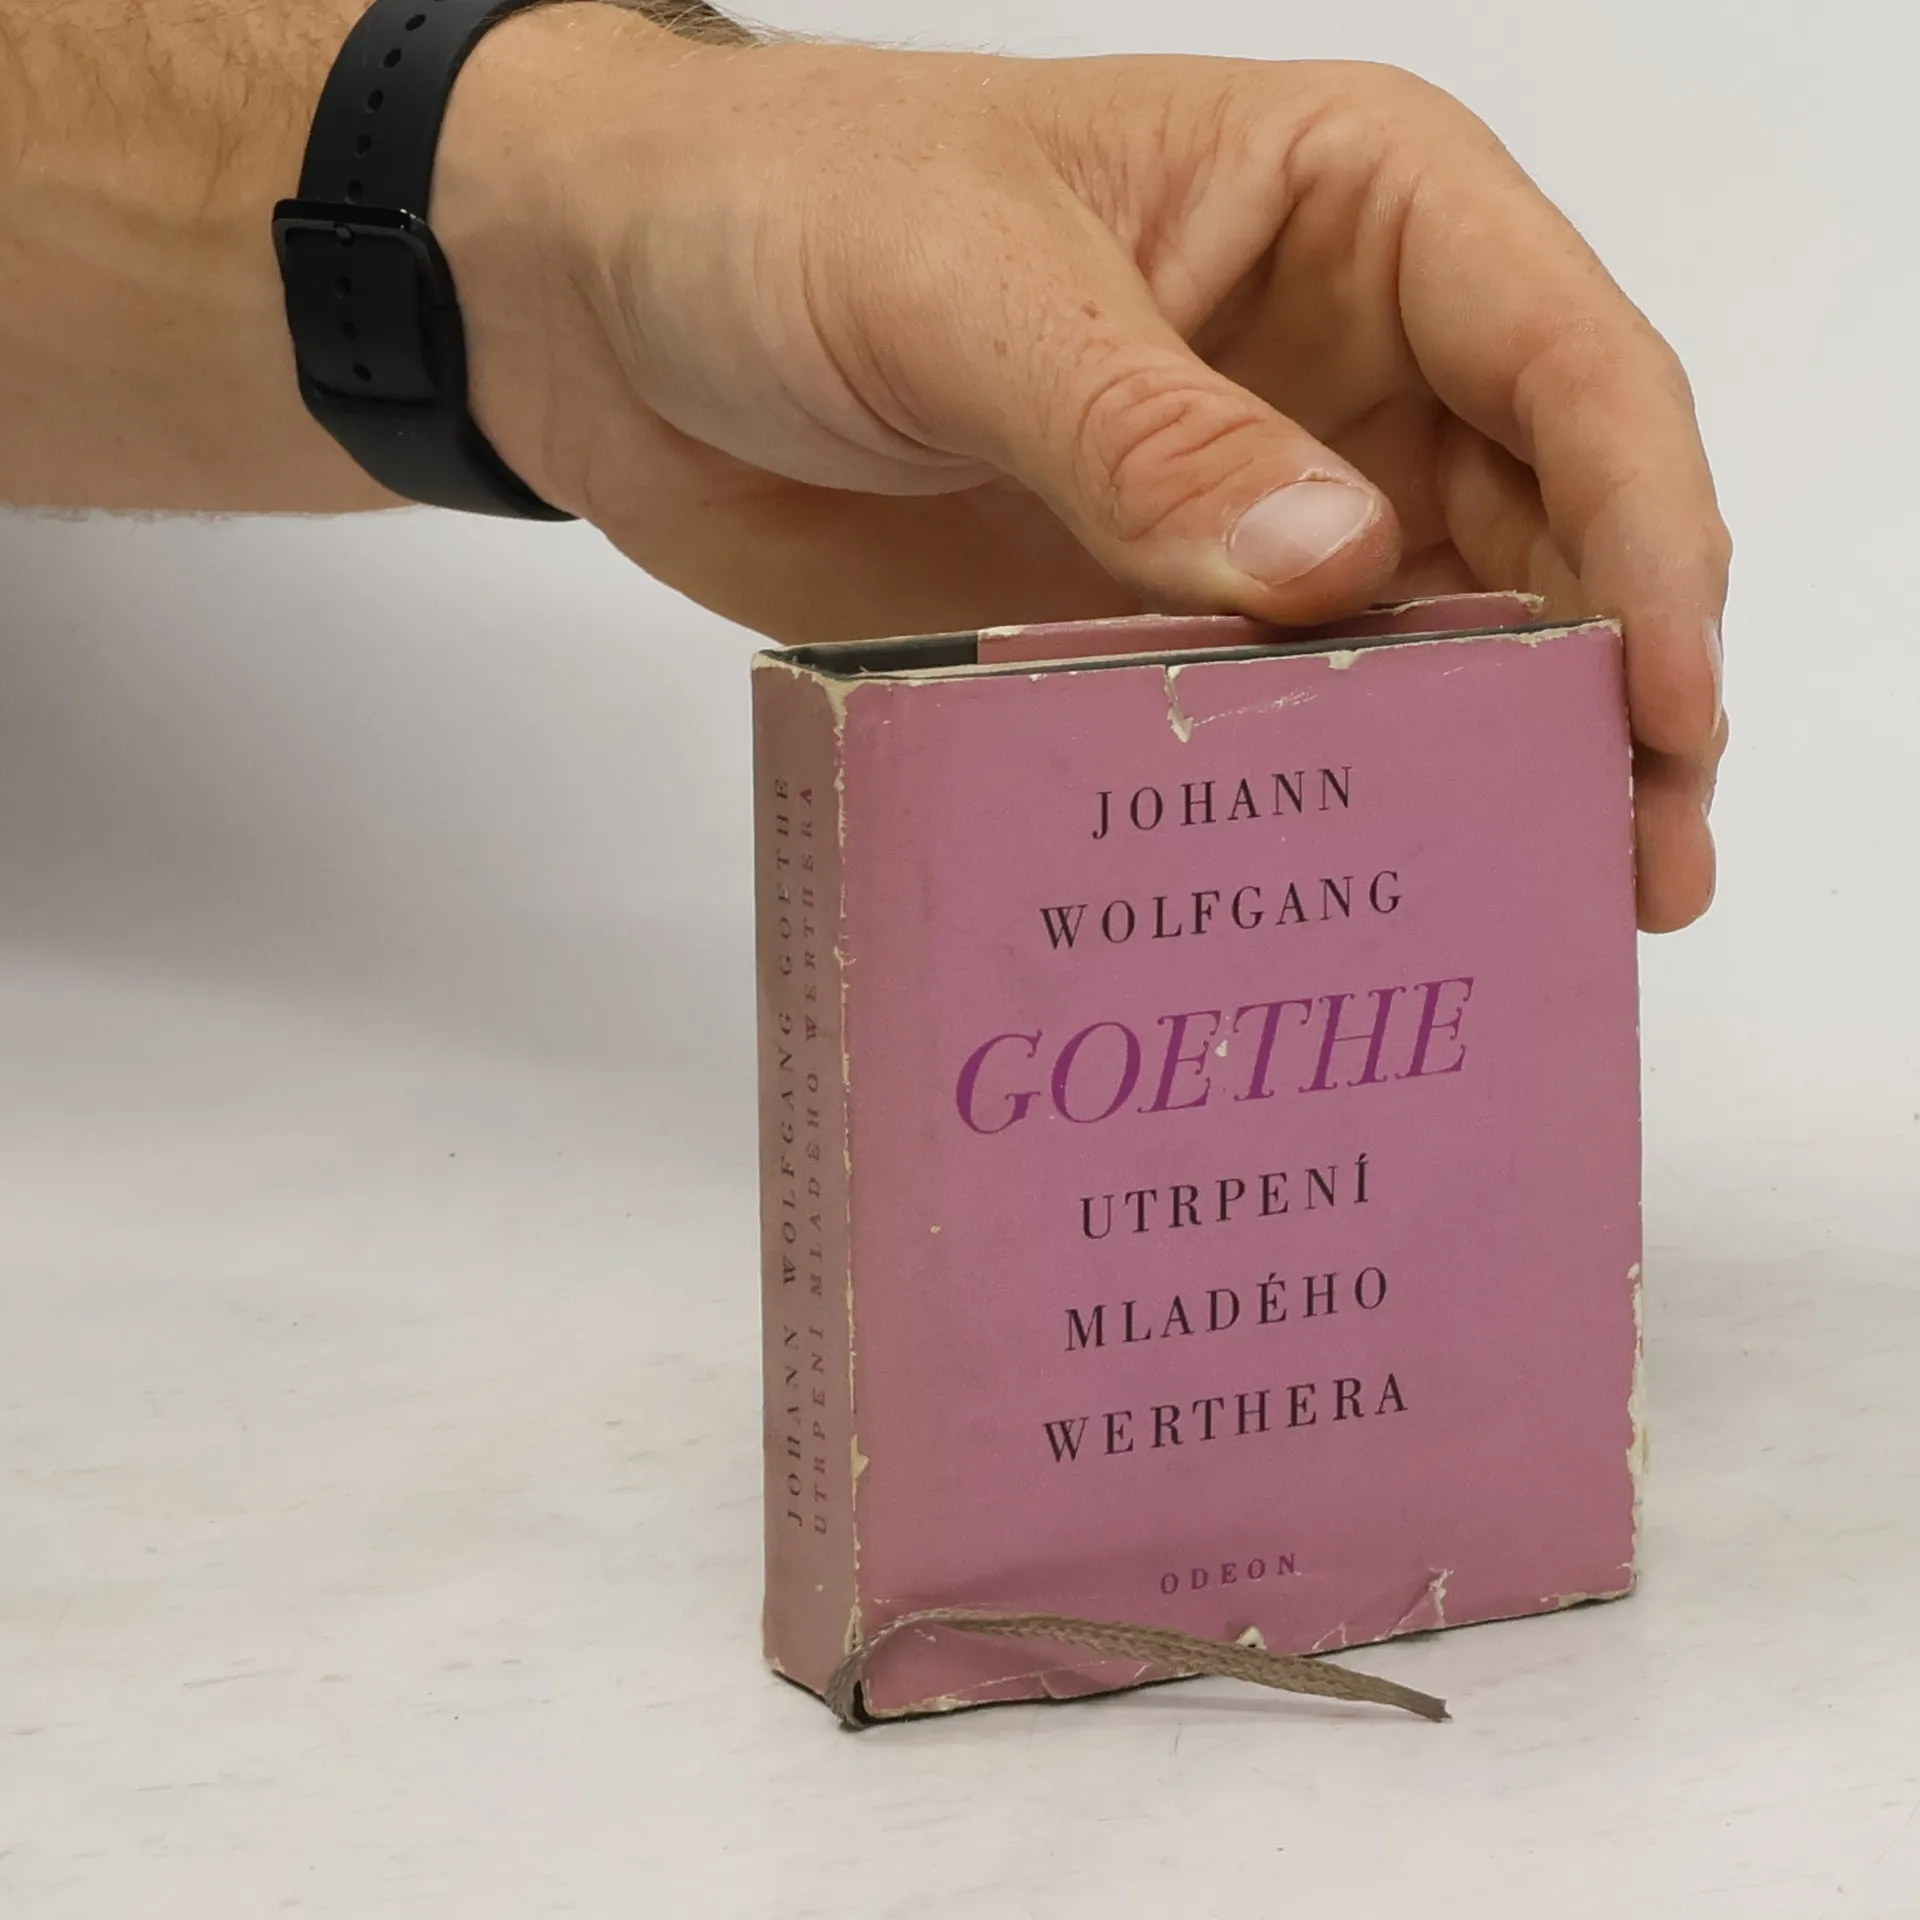 JOHANN WOLFGANG GOETHE
UTRPENÍ MLADÉHO WERTHERA
JOHANN
WOLFGANG
GOETHE
UTRPENÍ
MLADÉHO
WERTHERA
ODEON